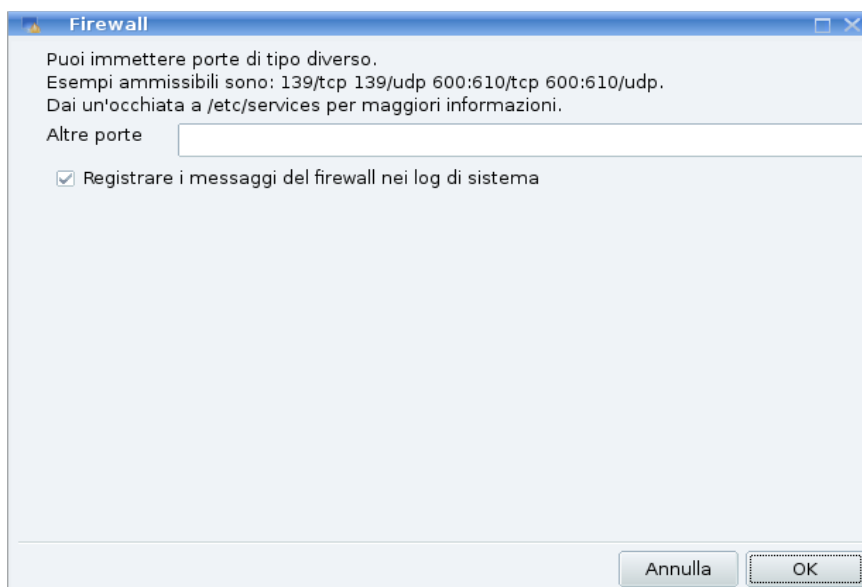 Firewall
Puoi immettere porte di tipo diverso.
Esempi ammissibili sono: 139/tcp 139/udp 600:610/tcp 600:610/udp.
Dai un'occhiata a /etc/services per maggiori informazioni.
Altre porte
Registrare i messaggi del firewall nei log di sistema
Annulla OK